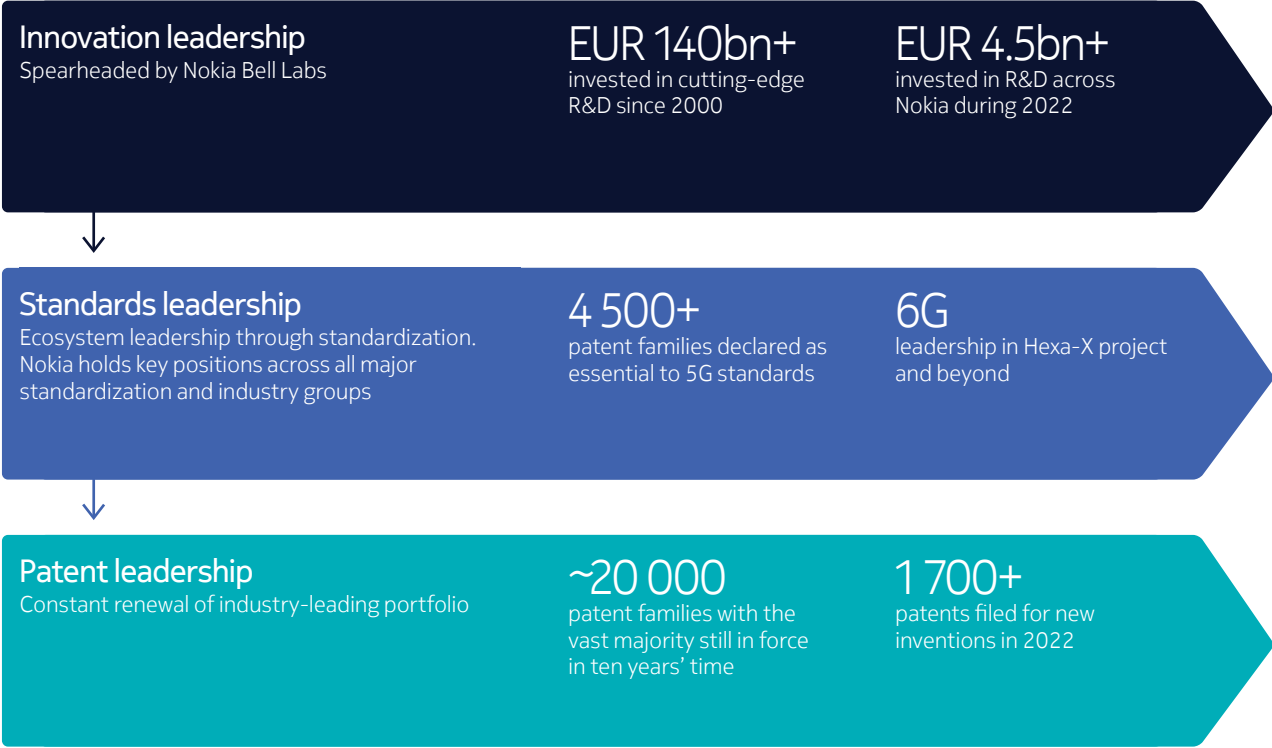 Innovation leadership
Spearheaded by Nokia Bell Labs
EUR 140bn+
invested in cutting-edge
R&D since 2000
EUR 4.5bn+
invested in R&D across
Nokia during 2022
Standards leadership
Ecosystem leadership through standardization.
Nokia holds key positions across all major
standardization and industry groups
4 500+
patent families declared as
essential to 5G standards
6G
leadership in Hexa-X project
and beyond
Patent leadership
Constant renewal of industry-leading portfolio
~20 000
patent families with the
vast majority still in force
in ten years’ time
1 700+
patents filed for new
inventions in 2022